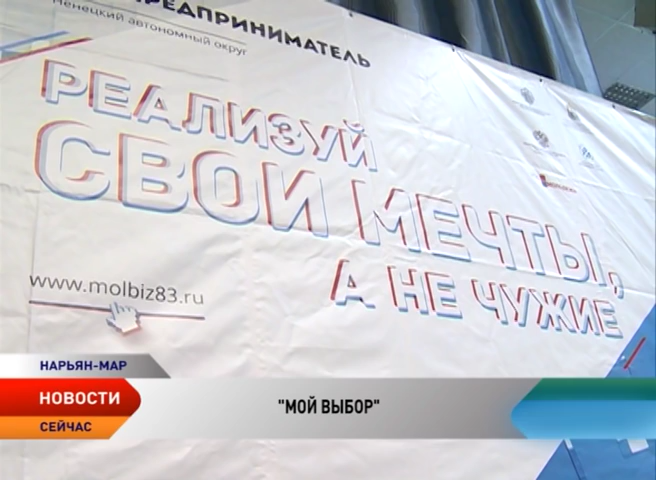 ПРЕДПРИНИМАТЕЛЬ
Ненецкий автономный округ
РЕАЛИЗУЙ
СВОИ МЕЧТЫ,
А НЕ ЧУЖИЕ
www.molbiz83.ru
НАРЬЯН-МАР
НОВОСТИ
СЕЙЧАС
"МОЙ ВЫБОР"